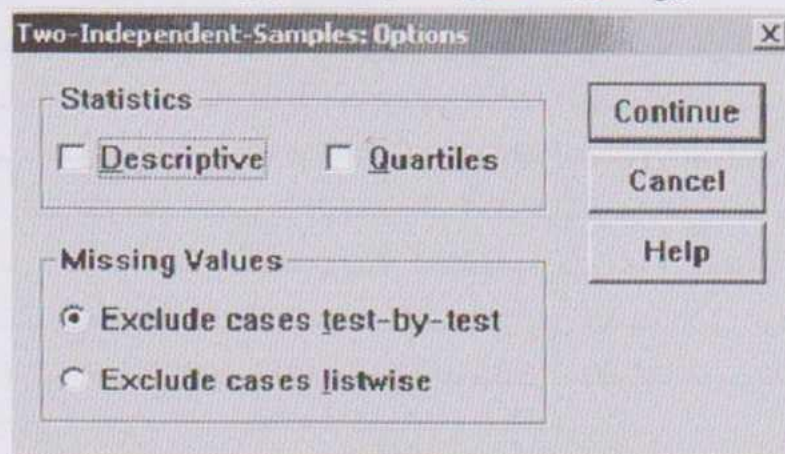 Two-Independent-Samples: Options
Statistics
Descriptive
Quartiles
Missing Values
Exclude cases test-by-test
Exclude cases listwise
Continue
Cancel
Help